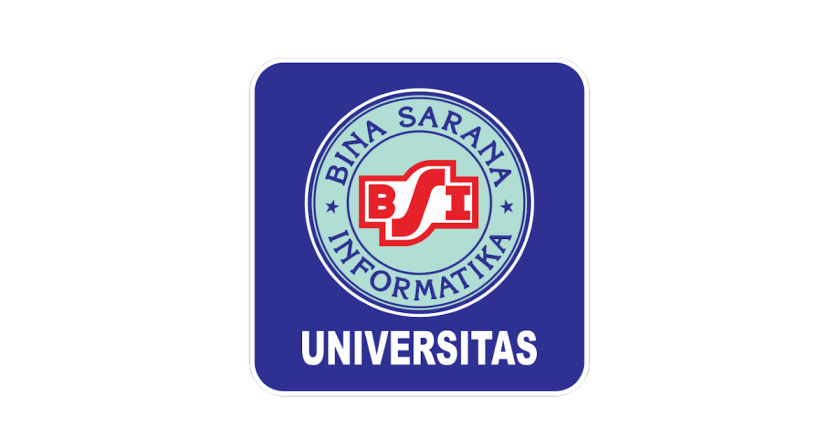 BINA SARANA
BSI
INFORMATIKA
UNIVERSITAS